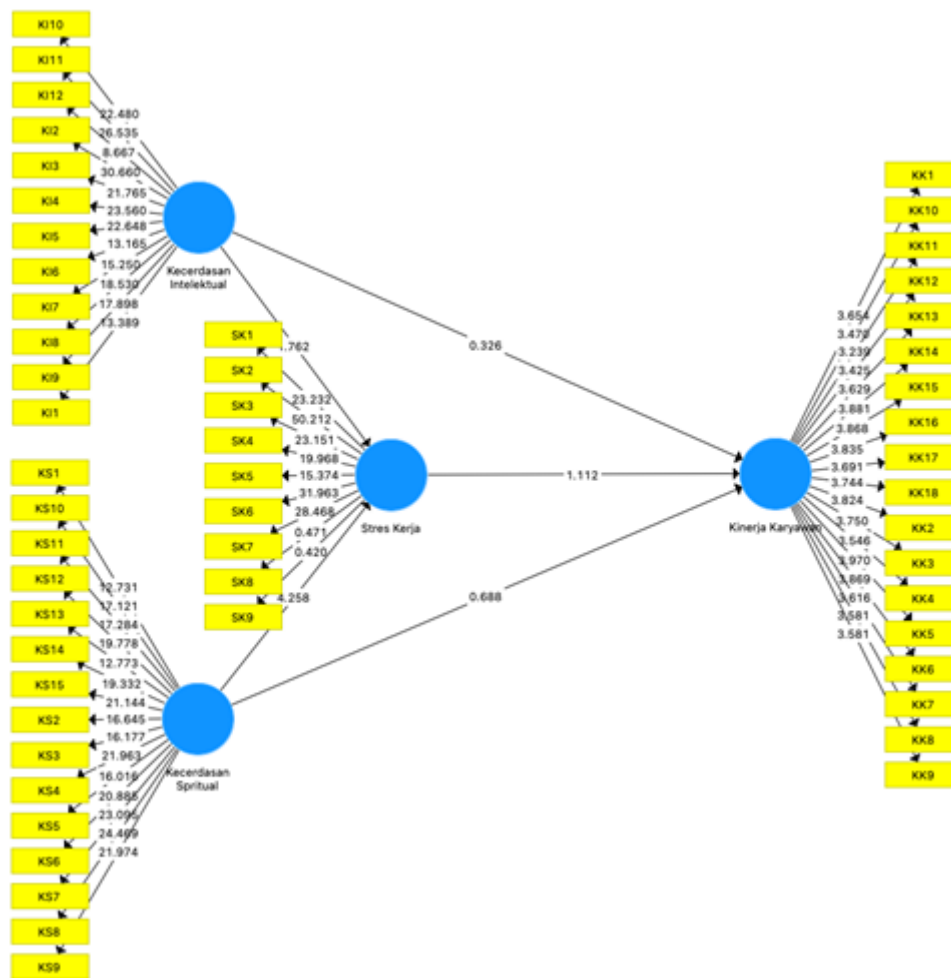 KI10
KI11
KI12
KI2
KI3
KI4
KI5
KI6
KI7
KI8
KI9
KI1
22.480
26.535
8.667
30.660
21.765
23.560
22.648
13.165
15.250
18.530
17.898
13.389
Kecerdasan
Intelektual
SK1
SK2
SK3
SK4
SK5
SK6
SK7
SK8
SK9
23.232
50.212
23.151
19.968
15.374
31.963
28.468
0.471
0.420
4.258
Stres Kerja
0.326
1.112
0.688
KS1
KS10
KS11
KS12
KS13
KS14
KS15
KS2
KS3
KS4
KS5
KS6
KS7
KS8
KS9
12.731
17.121
17.284
19.778
12.773
19.332
21.144
16.645
16.177
21.963
16.016
20.885
23.095
24.469
21.974
Kecerdasan
Spritual
Kinerja Karyawan
3.654
3.470
3.239
3.425
3.629
3.881
3.868
3.835
3.691
3.744
3.824
3.750
3.546
3.970
3.869
3.616
3.581
3.581
KK1
KK10
KK11
KK12
KK13
KK14
KK15
KK16
KK17
KK18
KK2
KK3
KK4
KK5
KK6
KK7
KK8
KK9